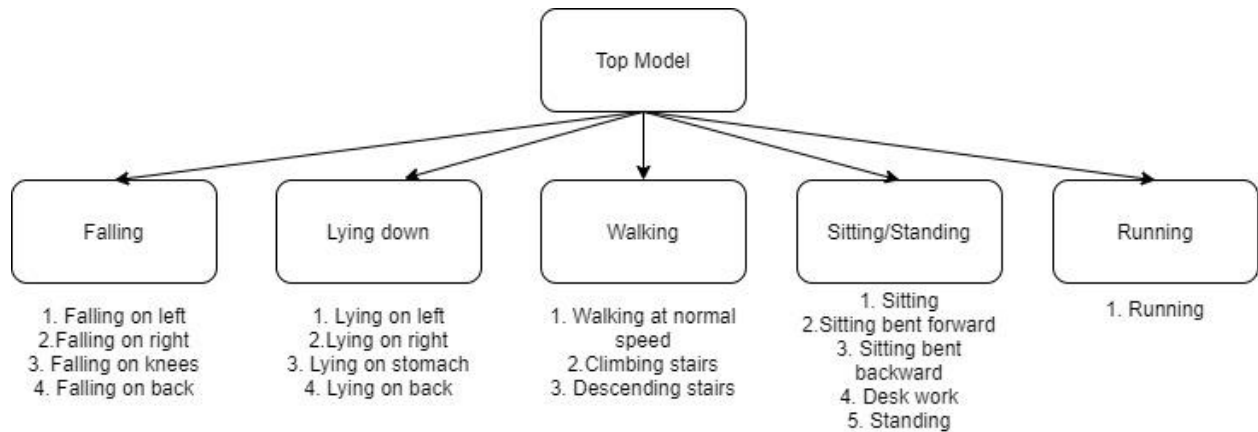 Top Model
Falling
Lying down
Walking
Sitting/Standing
Running
1. Falling on left
2.Falling on right
3. Falling on knees
4. Falling on back
1. Lying on left
2.Lying on right
3. Lying on stomach
4. Lying on back
1. Walking at normal
speed
2.Climbing stairs
3. Descending stairs
1. Sitting
2.Sitting bent forward
3. Sitting bent
backward
4. Desk work
5. Standing
1. Running